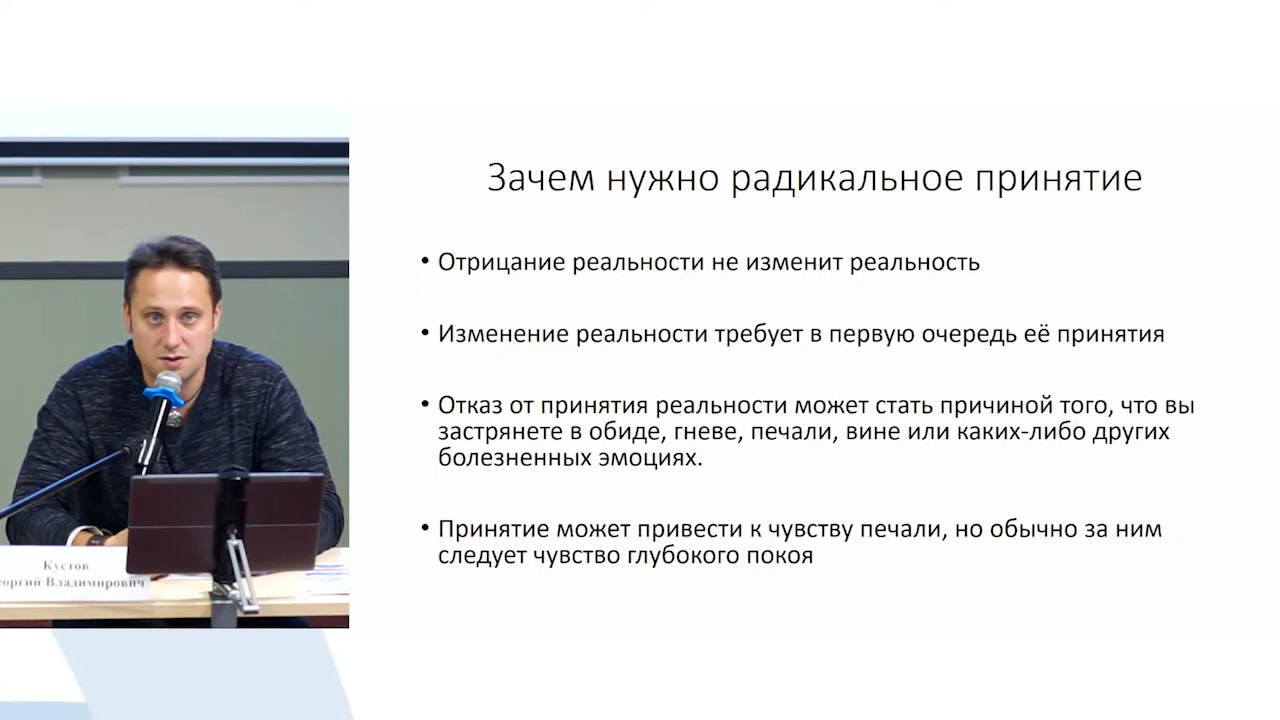 Зачем нужно радикальное принятие
• Отрицание реальности не изменит реальность
• Изменение реальности требует в первую очередь её принятия
• Отказ от принятия реальности может стать причиной того, что вы
застрянете в обиде, гневе, печали, вине или каких-либо других
болезненных эмоциях.
• Принятие может привести к чувству печали, но обычно за ним
следует чувство глубокого покоя
Кустов
еоргий Владимирович